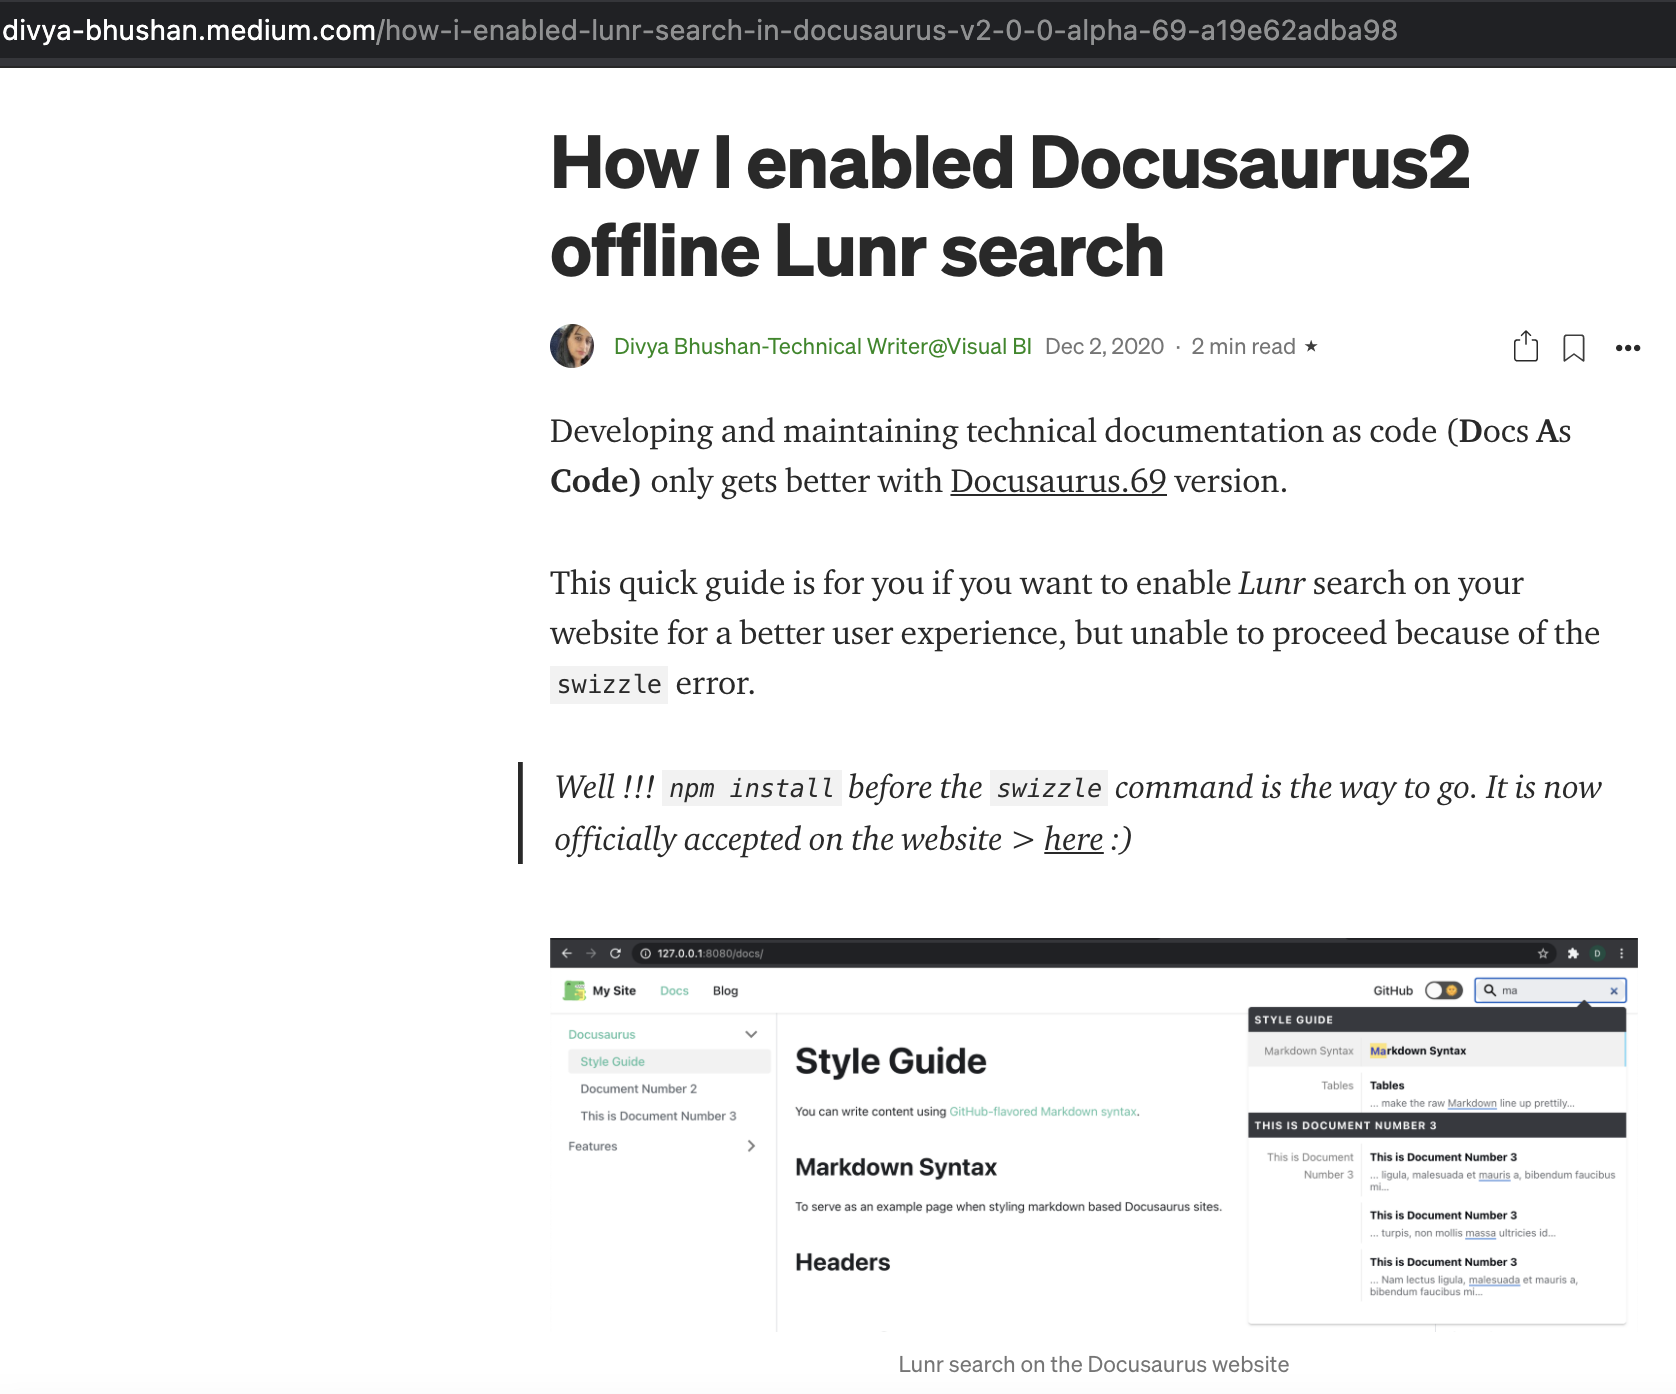 divya-bhushan.medium.com/how-i-enabled-lunr-search-in-docusaurus-v2-0-0-alpha-69-a19e62adba98
How I enabled Docusaurus2
offline Lunr search
Divya Bhushan-Technical Writer@Visual BI Dec 2, 2020 · 2 min read ★
Developing and maintaining technical documentation as code (Docs As
Code) only gets better with Docusaurus.69 version.
This quick guide is for you if you want to enable Lunr search on your
website for a better user experience, but unable to proceed because of the
swizzle error.
Well !!! npm install before the swizzle command is the way to go. It is now
officially accepted on the website > here :)
127.0.0.1:8080/docs/
D
My Site Docs Blog
GitHub
ma
Docusaurus
Style Guide
Document Number 2
This is Document Number 3
Features
Style Guide
You can write content using GitHub-flavored Markdown syntax.
Markdown Syntax
To serve as an example page when styling markdown based Docusaurus sites.
Headers
STYLE GUIDE
Markdown Syntax Markdown Syntax
Tables Tables
... make the raw Markdown line up prettily...
THIS IS DOCUMENT NUMBER 3
This is Document
Number 3
This is Document Number 3
... ligula, malesuada et mauris a, bibendum faucibus
mi...
This is Document Number 3
... turpis, non mollis massa ultricies id...
This is Document Number 3
... Nam lectus ligula, malesuada et mauris a,
bibendum faucibus mi...
Lunr search on the Docusaurus website